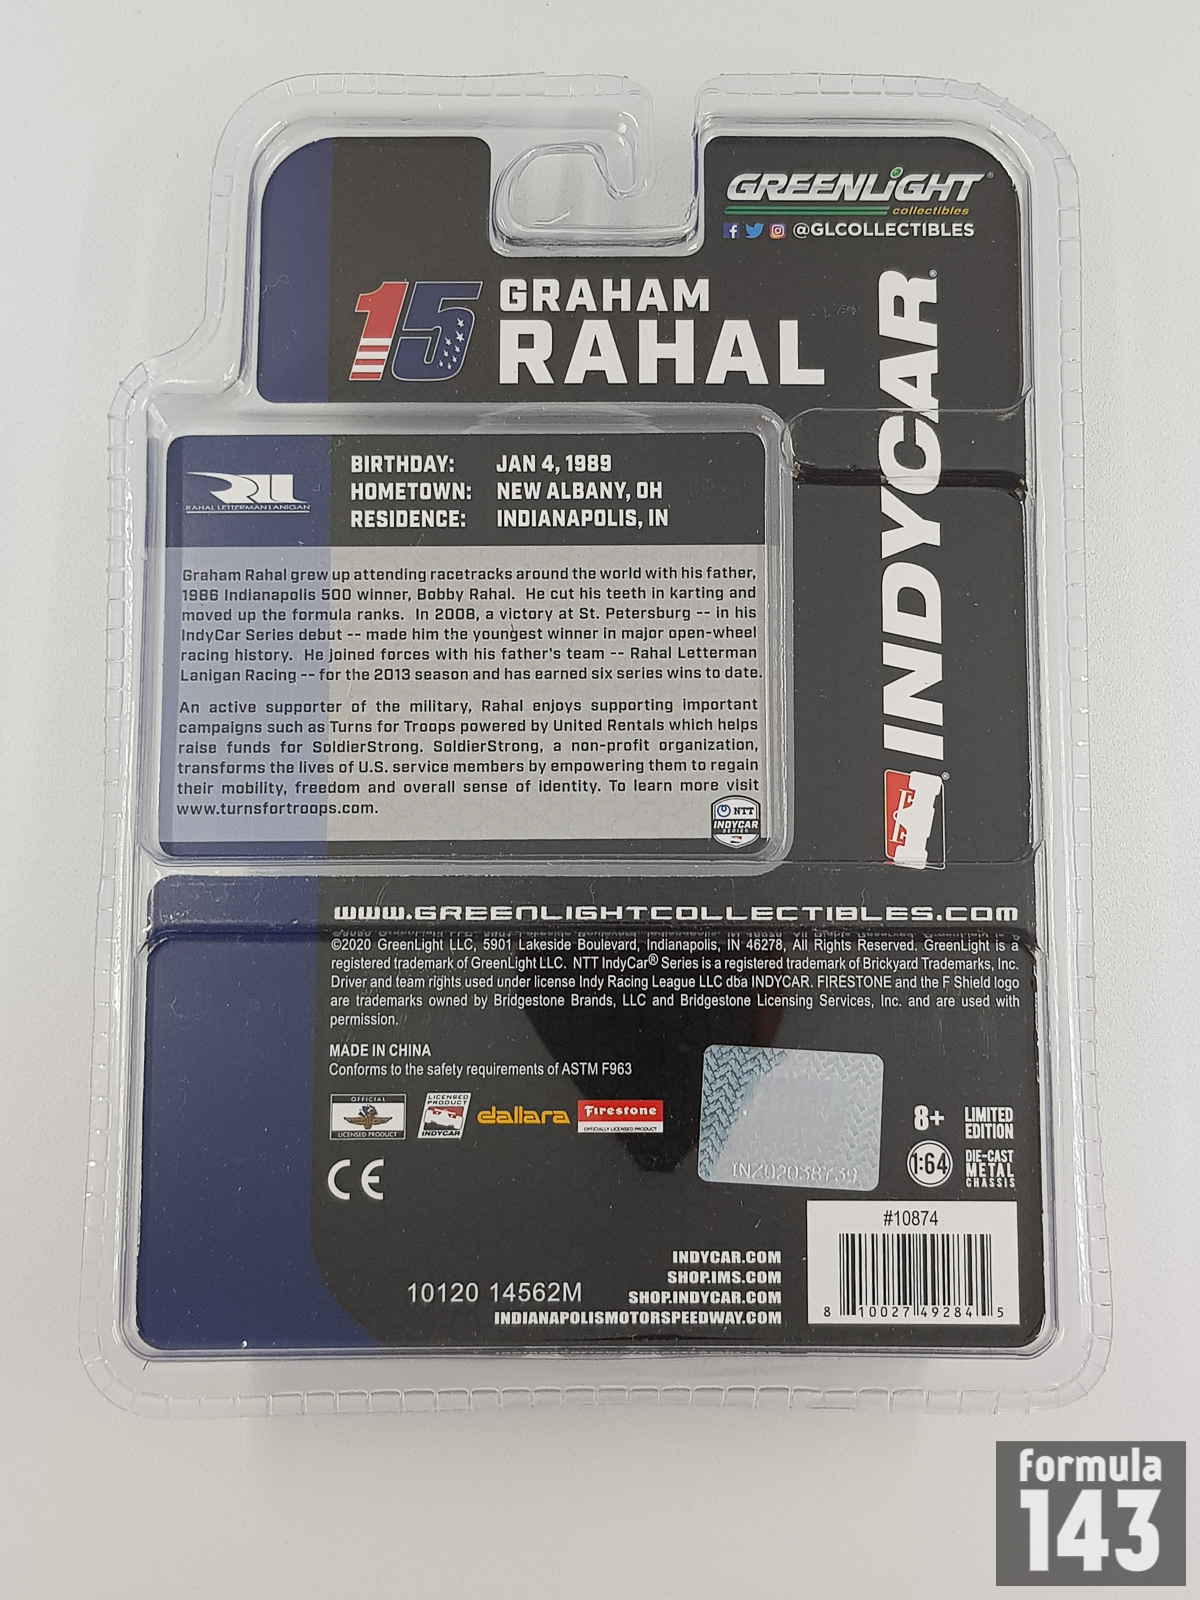 GREENLIGHT®
collectibles
@GLCOLLECTIBLES
15 GRAHAM
RAHAL
INDYCAR®
RAHAL LETTERMAN LANIGAN
BIRTHDAY: JAN 4, 1989
HOMETOWN: NEW ALBANY, OH
RESIDENCE: INDIANAPOLIS, IN
Graham Rahal grew up attending racetracks around the world with his father,
1986 Indianapolis 500 winner, Bobby Rahal. He cut his teeth in karting and
moved up the formula ranks. In 2008, a victory at St. Petersburg -- in his
IndyCar Series debut -- made him the youngest winner in major open-wheel
racing history. He joined forces with his father's team -- Rahal Letterman
Lanigan Racing -- for the 2013 season and has earned six series wins to date.
An active supporter of the military, Rahal enjoys supporting important
campaigns such as Turns for Troops powered by United Rentals which helps
raise funds for SoldierStrong. SoldierStrong, a non-profit organization,
transforms the lives of U.S. service members by empowering them to regain
their mobility, freedom and overall sense of identity. To learn more visit
www.turnsfortroops.com.
NTT
INDYCAR
SERIES
www.GREENLIGHTCOLLECTIBLES.COM
©2020 GreenLight LLC, 5901 Lakeside Boulevard, Indianapolis, IN 46278, All Rights Reserved. GreenLight is a
registered trademark of GreenLight LLC. NTT IndyCar® Series is a registered trademark of Brickyard Trademarks, Inc.
Driver and team rights used under license Indy Racing League LLC dba INDYCAR. FIRESTONE and the F Shield logo
are trademarks owned by Bridgestone Brands, LLC and Bridgestone Licensing Services, Inc. and are used with
permission.
MADE IN CHINA
Conforms to the safety requirements of ASTM F963
OFFICIAL
LICENSED PRODUCT
LICENSED
PRODUCT
INDYCAR
dallara
Firestone
OFFICIALLY LICENSED PRODUCT
CE
INZ02038739
8+
LIMITED
EDITION
1:64
DIE-CAST
METAL
CHASSIS
#10874
8 10027 49284 5
10120 14562M
INDYCAR.COM
SHOP.IMS.COM
SHOP.INDYCAR.COM
INDIANAPOLISMOTORSPEEDWAY.COM
formula
143